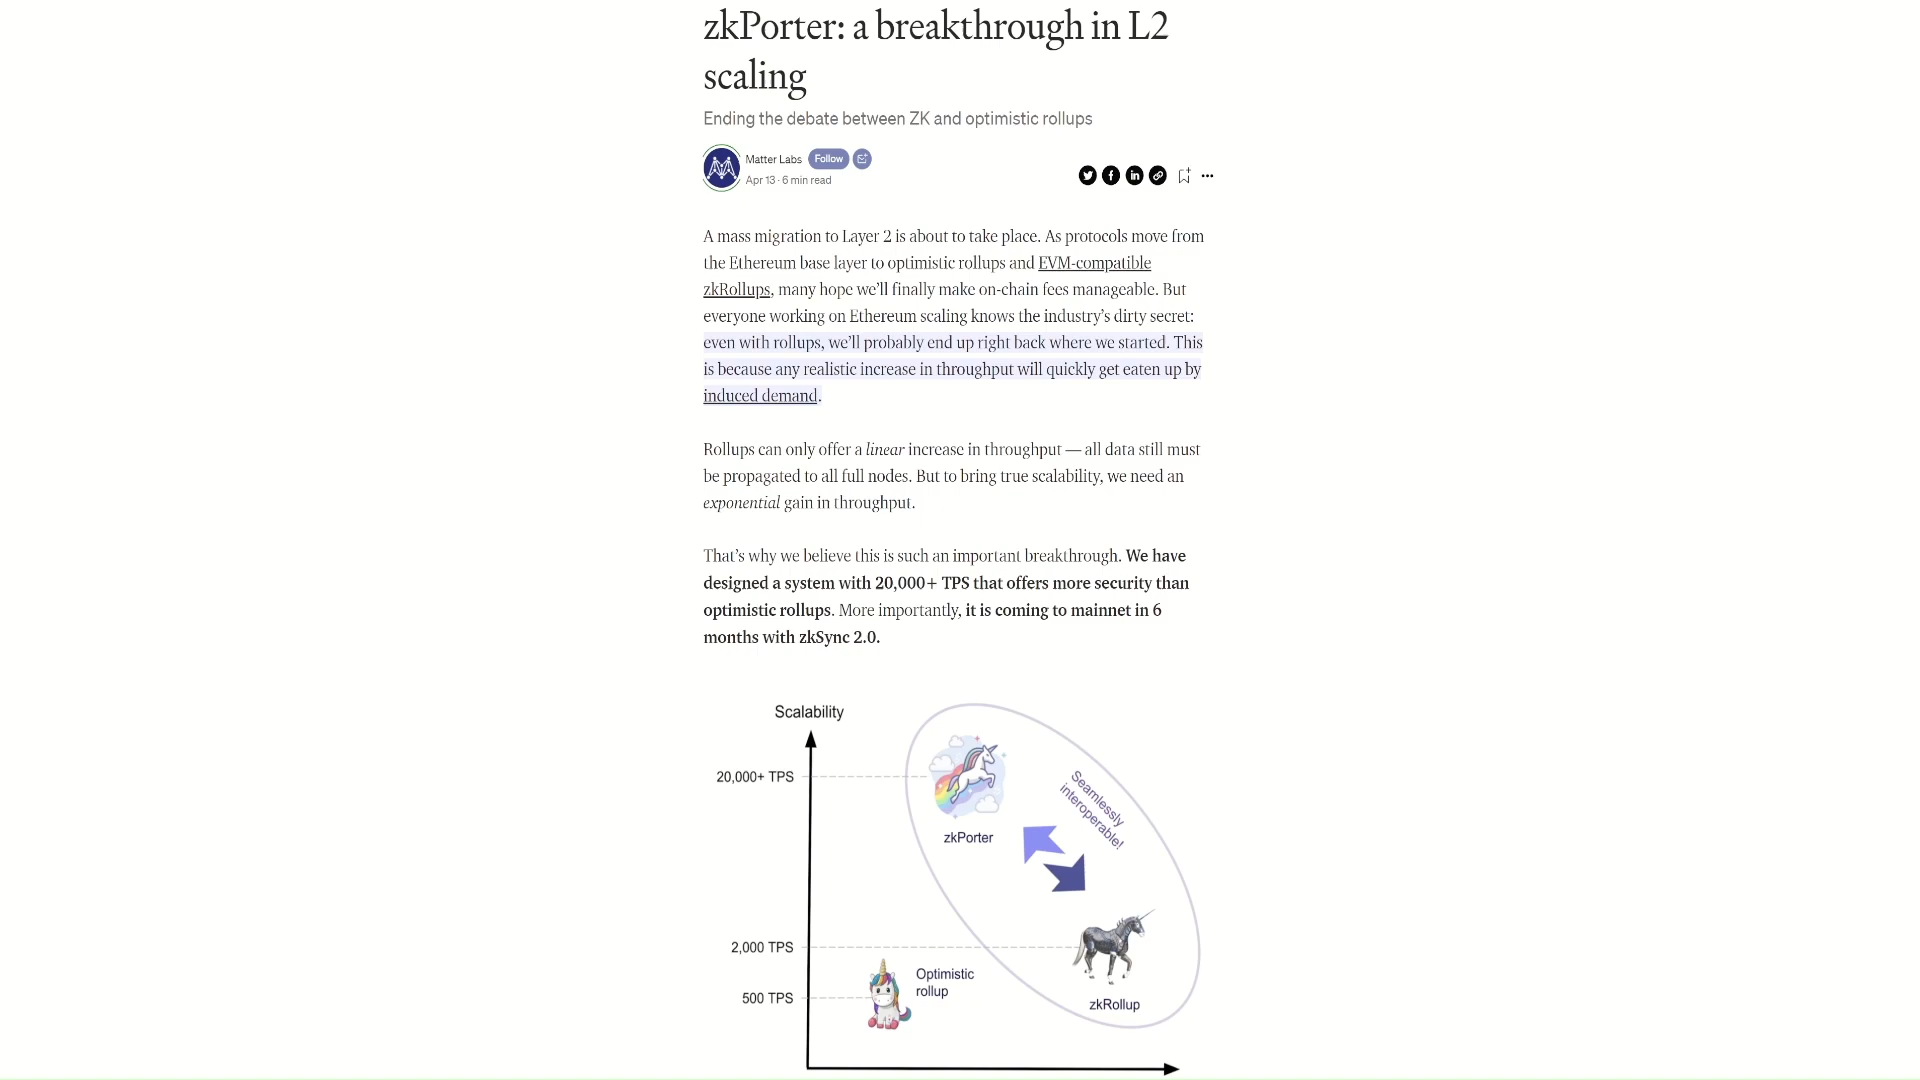 zkPorter: a breakthrough in L2
scaling
Ending the debate between ZK and optimistic rollups
Matter Labs Follow
Apr 13 · 6 min read
A mass migration to Layer 2 is about to take place. As protocols move from
the Ethereum base layer to optimistic rollups and EVM-compatible
zkRollups, many hope we’ll finally make on-chain fees manageable. But
everyone working on Ethereum scaling knows the industry’s dirty secret:
even with rollups, we’ll probably end up right back where we started. This
is because any realistic increase in throughput will quickly get eaten up by
induced demand.
Rollups can only offer a linear increase in throughput — all data still must
be propagated to all full nodes. But to bring true scalability, we need an
exponential gain in throughput.
That’s why we believe this is such an important breakthrough. We have
designed a system with 20,000+ TPS that offers more security than
optimistic rollups. More importantly, it is coming to mainnet in 6
months with zkSync 2.0.
Scalability
20,000+ TPS
zkPorter
Seamlessly
interoperable!
2,000 TPS
zkRollup
500 TPS
Optimistic
rollup